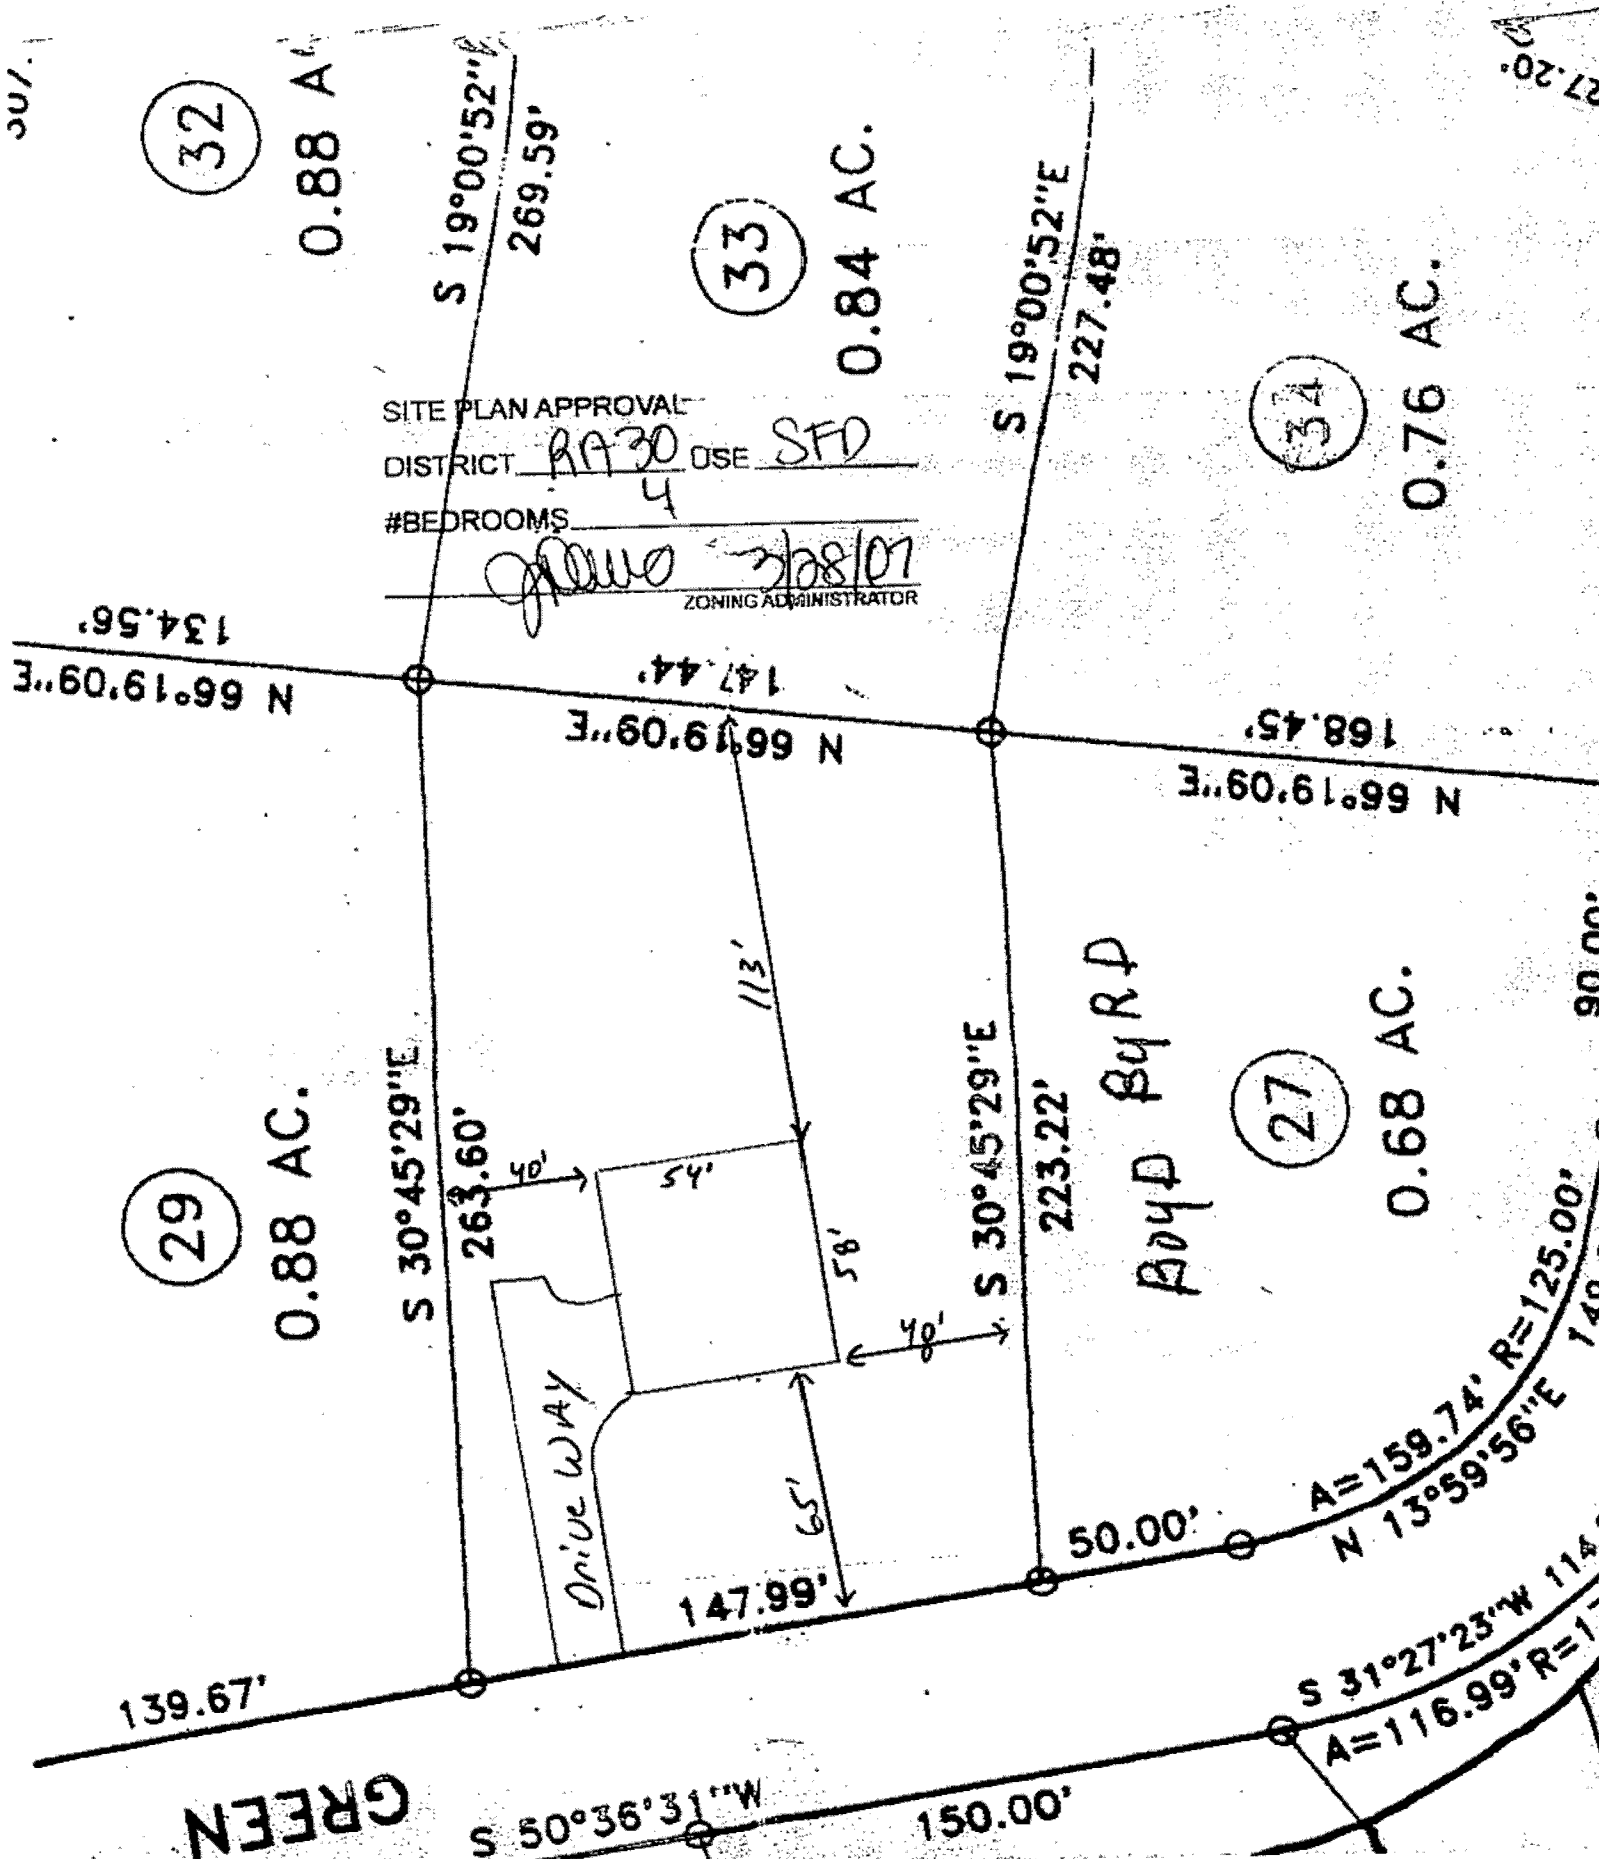 32
0.88 A
S 19°00'52"
269.59'
33
0.84 AC.
S 19°00'52"E
227.48'
34
0.76 AC.
27.20'
SITE PLAN APPROVAL
DISTRICT RA30 USE SFD
#BEDROOMS 4
3/28/07
ZONING ADMINISTRATOR
134.56'
N 66°19'09"E
147.44'
N 66°19'09"E
168.45'
N 66°19'09"E
29
0.88 AC.
S 30°45'29"E
263.60'
40'
54'
113'
58'
40'
65'
Drive WAY
S 30°45'29"E
223.22'
BoyD ByRD
27
0.68 AC.
90.00'
139.67'
147.99'
50.00'
A=159.74' R=125.00'
N 13°59'56"E
S 31°27'23"W 114
A=116.99' R=17
GREEN
S 50°36'31"W
150.00'